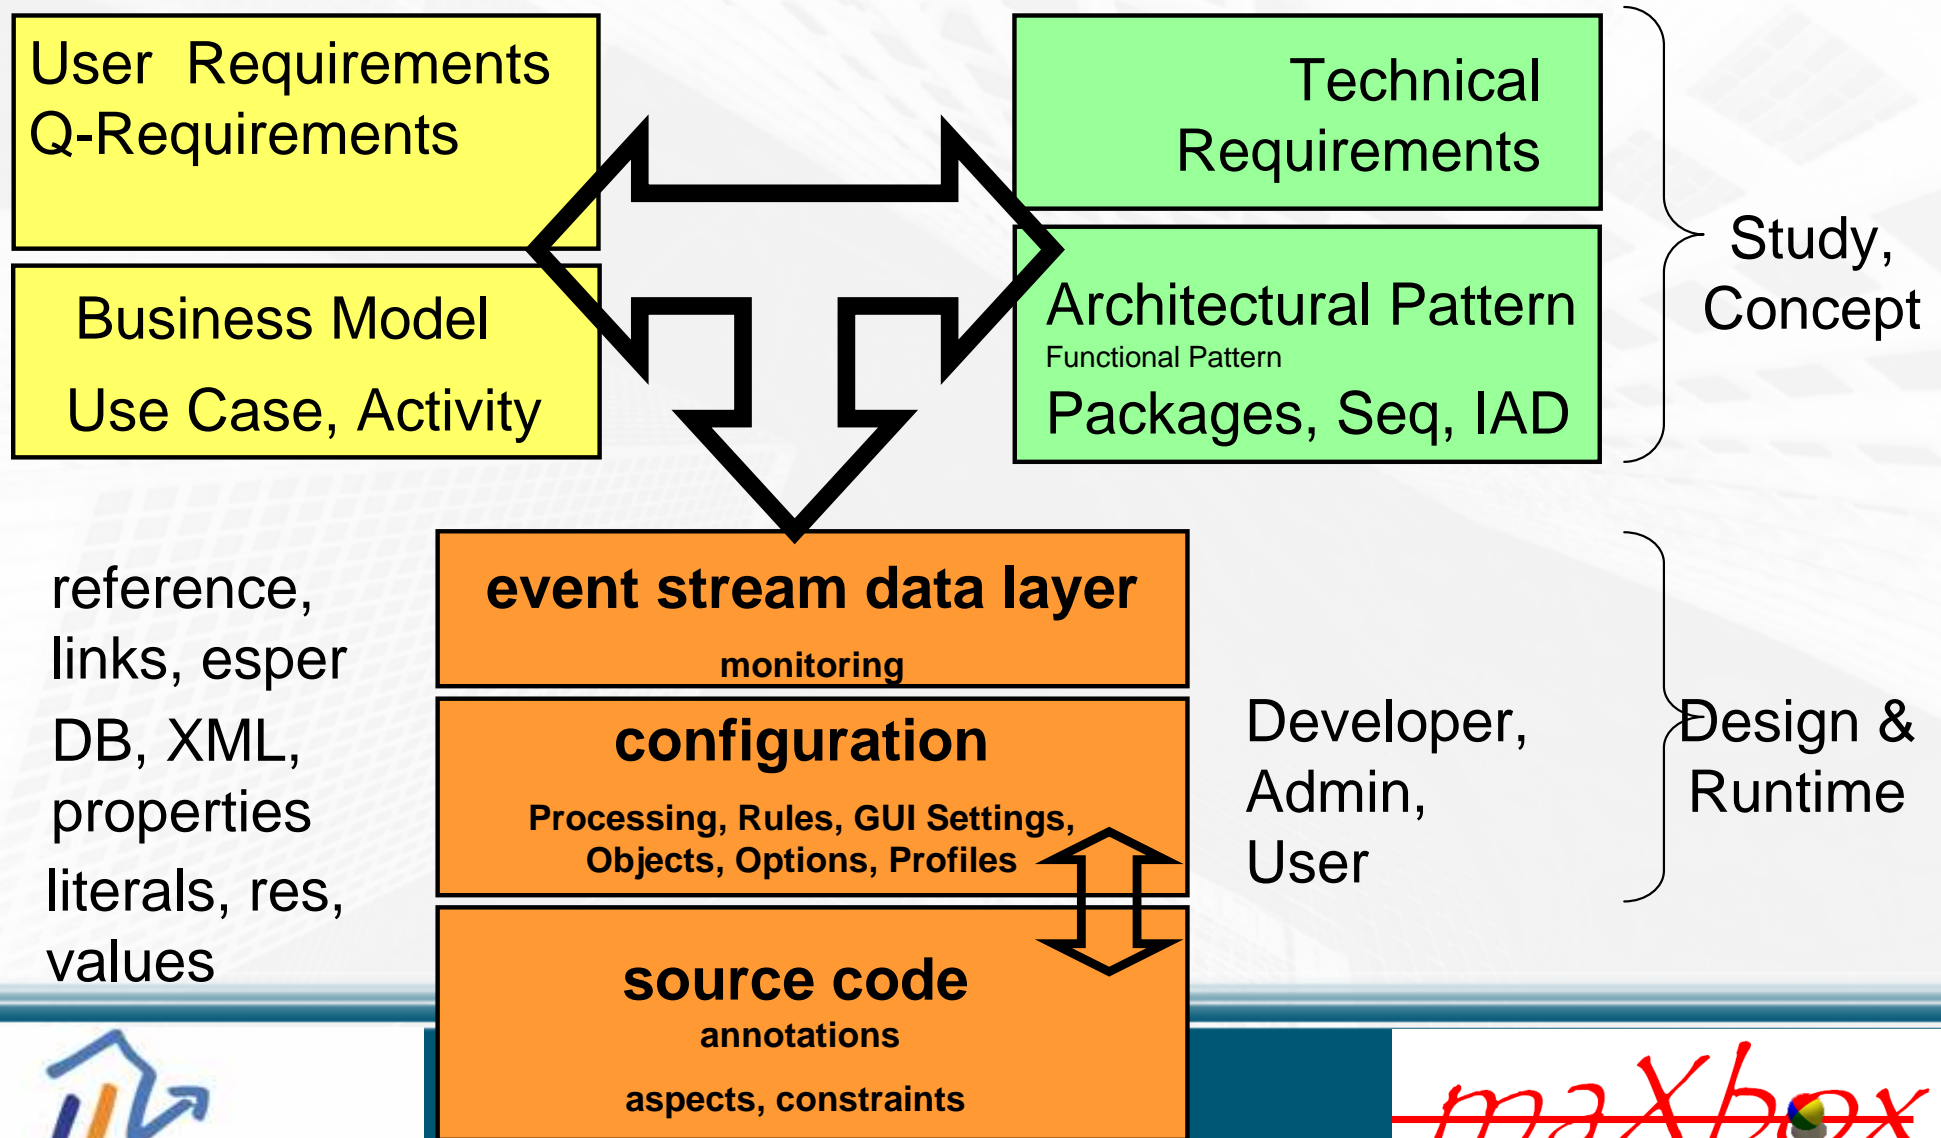 User Requirements
Q-Requirements
Business Model
Use Case, Activity
Technical
Requirements
Architectural Pattern
Functional Pattern
Packages, Seq, IAD
Study,
Concept
reference,
links, esper
DB, XML,
properties
literals, res,
values
event stream data layer
monitoring
configuration
Processing, Rules, GUI Settings,
Objects, Options, Profiles
source code
annotations
aspects, constraints
Developer,
Admin,
User
Design &
Runtime
maXbox